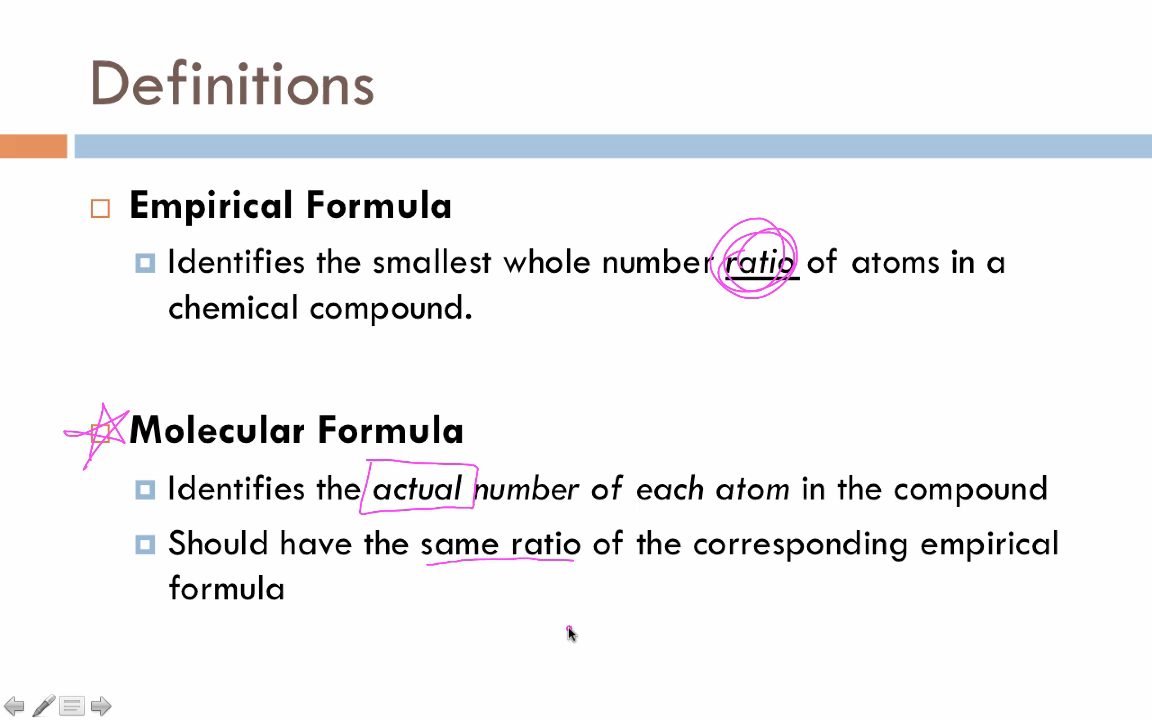 Definitions
Empirical Formula
Identifies the smallest whole number ratio of atoms in a
chemical compound.
Molecular Formula
Identifies the actual number of each atom in the compound
Should have the same ratio of the corresponding empirical
formula